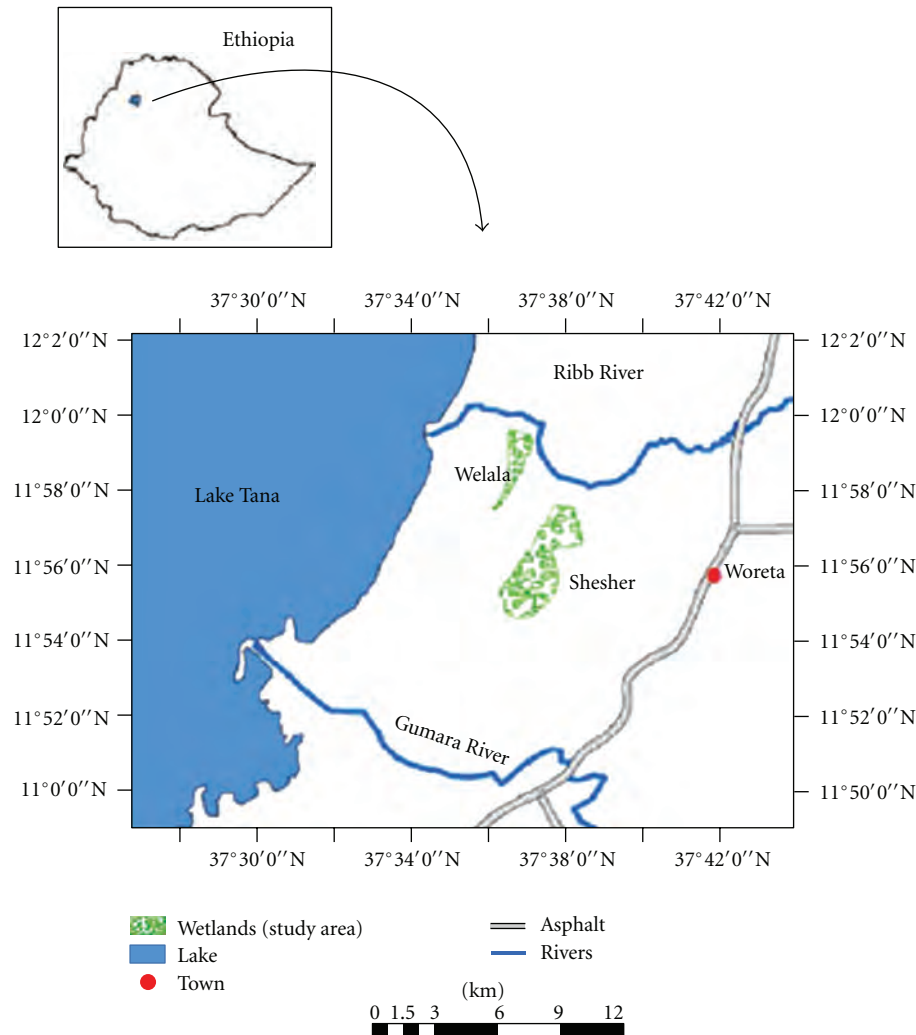 Ethiopia
37°30′0′′N 37°34′0′′N 37°38′0′′N 37°42′0′′N
12°2′0′′N 12°2′0′′N
Ribb River
12°0′0′′N 12°0′0′′N
Welala
11°58′0′′N 11°58′0′′N
Lake Tana
11°56′0′′N 11°56′0′′N
Woreta
Shesher
11°54′0′′N 11°54′0′′N
11°52′0′′N 11°52′0′′N
Gumara River
11°0′0′′N 11°50′0′′N
37°30′0′′N 37°34′0′′N 37°38′0′′N 37°42′0′′N
Wetlands (study area)
Lake
Town
Asphalt
Rivers
(km)
0 1.5 3 6 9 12